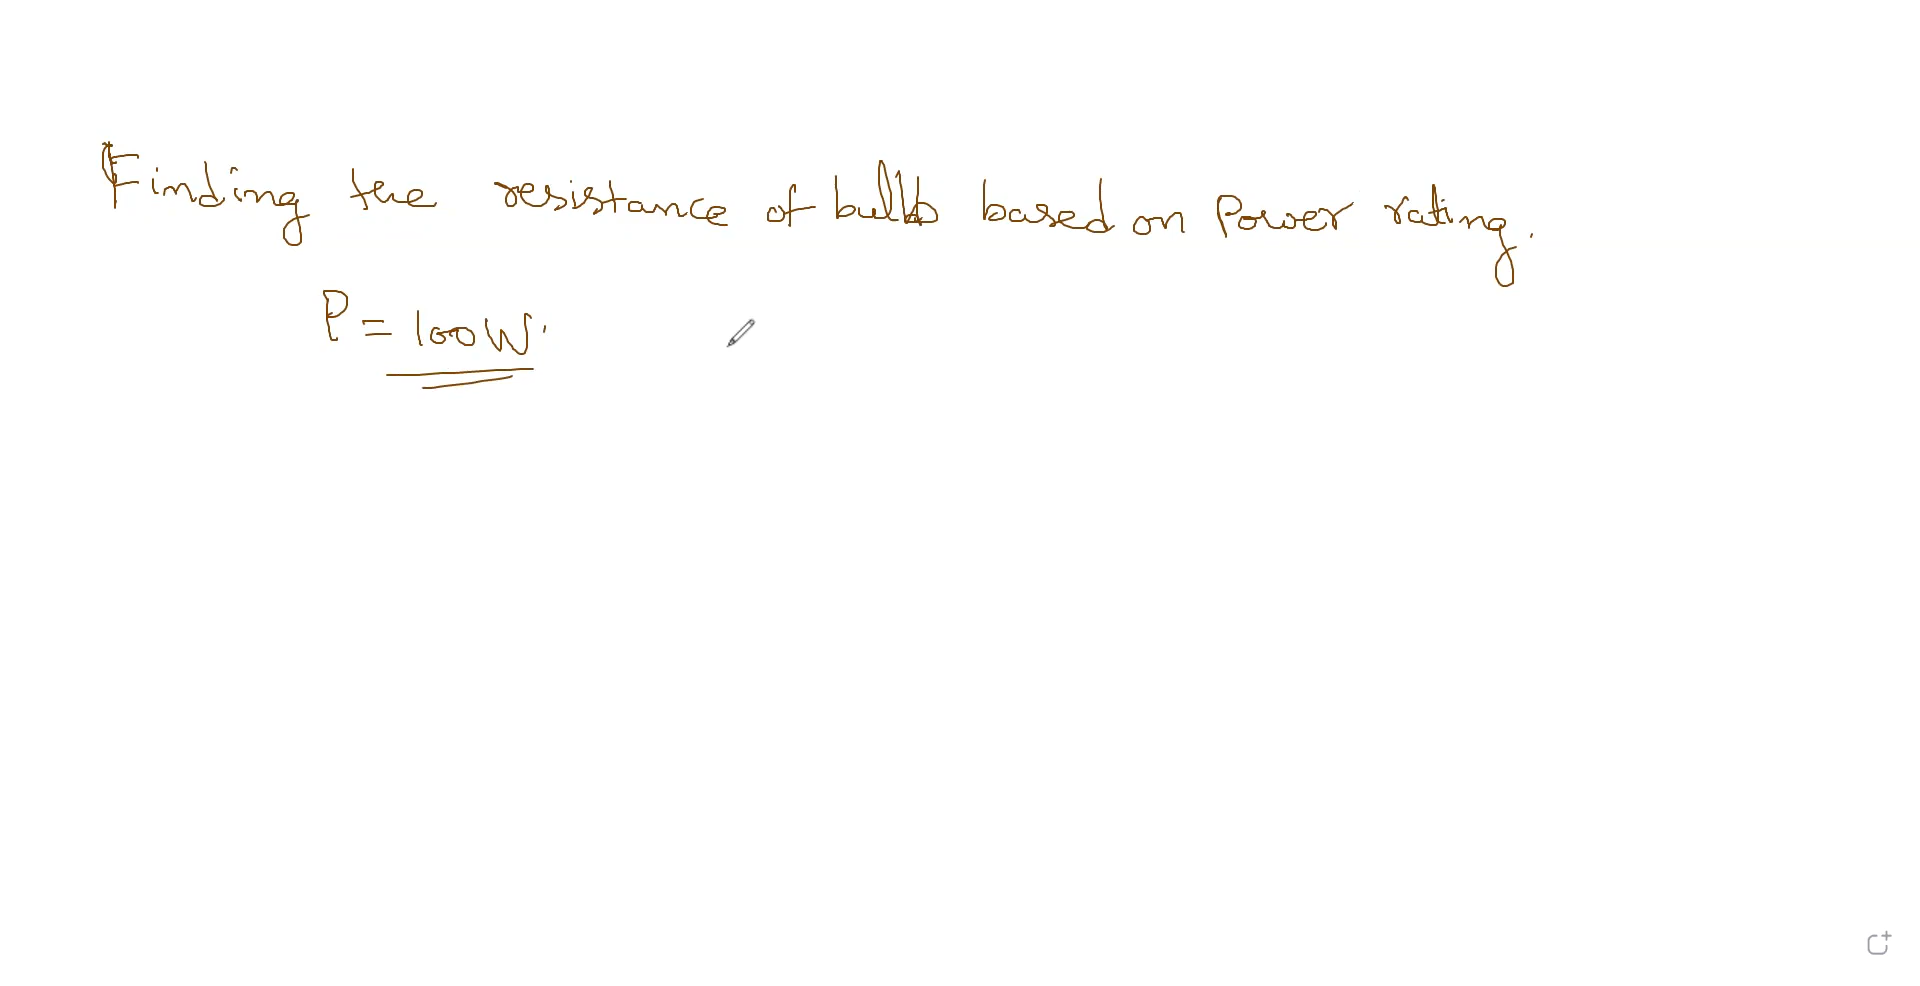 Finding the resistance of bulb based on Power rating.
P = 100W.